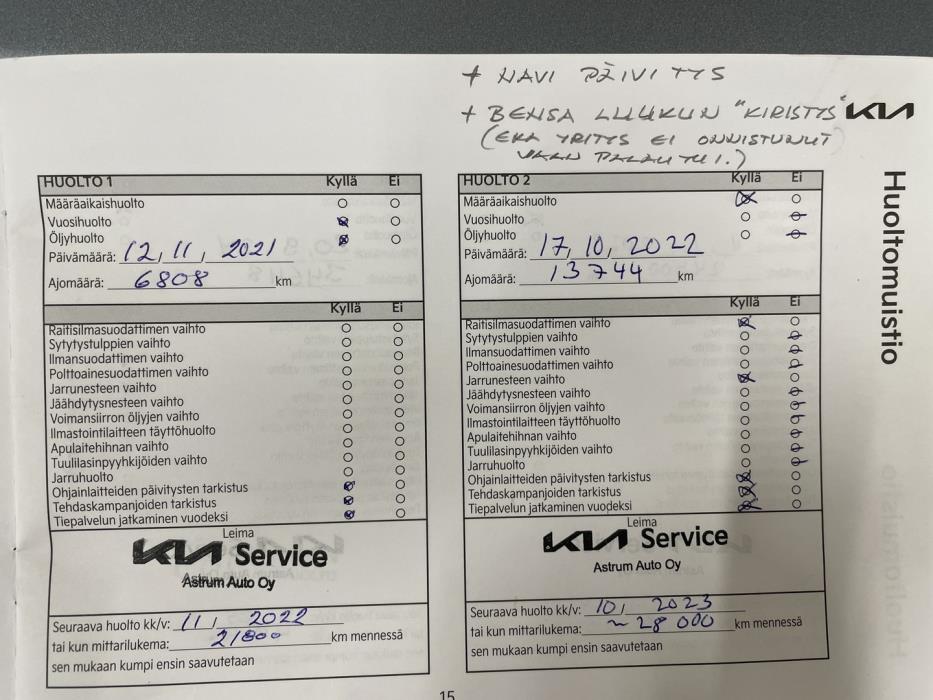 + NAVI PÄIVITYS
+ BENSA LUUKUN "KIRISTYS"
(EKA YRITYS EI ONNISTUNUT
VAAN PALAUTUI.)
KIA
Huoltomuistio
HUOLTO 1 Kyllä Ei
Määräaikaishuolto
Vuosihuolto
Öljyhuolto
Päivämäärä: 12, 11, 2021
Ajomäärä: 6808 km
Kyllä Ei
Raitisilmasuodattimen vaihto
Sytytystulppien vaihto
Ilmansuodattimen vaihto
Polttoainesuodattimen vaihto
Jarrunesteen vaihto
Jäähdytysnesteen vaihto
Voimansiirron öljyjen vaihto
Ilmastointilaitteen täyttöhuolto
Apulaitehihnan vaihto
Tuulilasinpyyhkijöiden vaihto
Jarruhuolto
Ohjainlaitteiden päivitysten tarkistus
Tehdaskampanjoiden tarkistus
Tiepalvelun jatkaminen vuodeksi
Leima
KIA Service
Astrum Auto Oy
Seuraava huolto kk/v: 11, 2022
tai kun mittarilukema: 21800 km mennessä
sen mukaan kumpi ensin saavutetaan
HUOLTO 2 Kyllä Ei
Määräaikaishuolto
Vuosihuolto
Öljyhuolto
Päivämäärä: 17, 10, 2022
Ajomäärä: 13744 km
Kyllä Ei
Raitisilmasuodattimen vaihto
Sytytystulppien vaihto
Ilmansuodattimen vaihto
Polttoainesuodattimen vaihto
Jarrunesteen vaihto
Jäähdytysnesteen vaihto
Voimansiirron öljyjen vaihto
Ilmastointilaitteen täyttöhuolto
Apulaitehihnan vaihto
Tuulilasinpyyhkijöiden vaihto
Jarruhuolto
Ohjainlaitteiden päivitysten tarkistus
Tehdaskampanjoiden tarkistus
Tiepalvelun jatkaminen vuodeksi
Leima
KIA Service
Astrum Auto Oy
Seuraava huolto kk/v: 10, 2023
tai kun mittarilukema: ~ 28 000 km mennessä
sen mukaan kumpi ensin saavutetaan
15